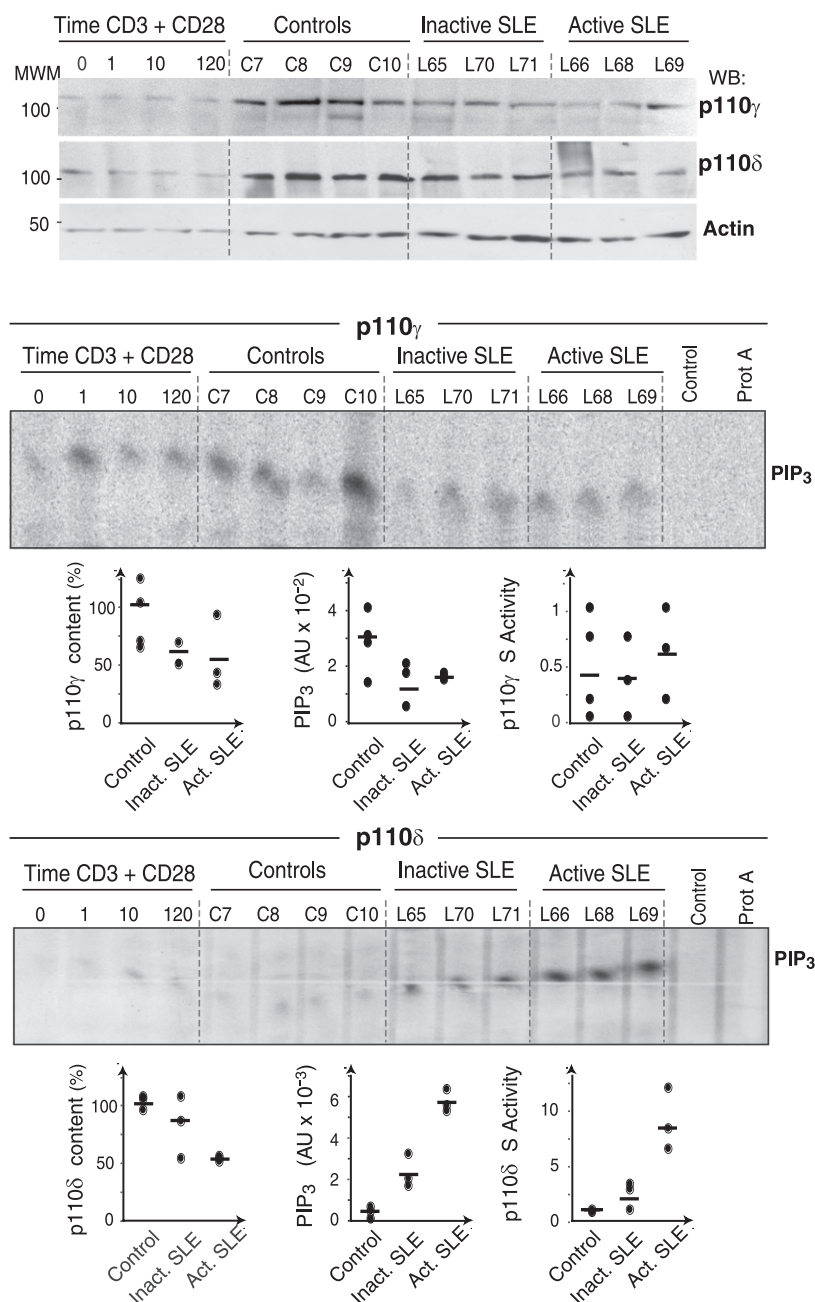 Time CD3 + CD28 Controls Inactive SLE Active SLE
0 1 10 120 C7 C8 C9 C10 L65 L70 L71 L66 L68 L69
MWM WB:
100 p110γ
100 p110δ
50 Actin
p110γ
Time CD3 + CD28 Controls Inactive SLE Active SLE Control Prot A
0 1 10 120 C7 C8 C9 C10 L65 L70 L71 L66 L68 L69
PIP3
p110γ content (%)
100
50
0
Control
Inact. SLE
Act. SLE
PIP3 (AU x 10-2)
4
2
0
Control
Inact. SLE
Act. SLE
p110γ S Activity
1
0.5
0
Control
Inact. SLE
Act. SLE
p110δ
Time CD3 + CD28 Controls Inactive SLE Active SLE Control Prot A
0 1 10 120 C7 C8 C9 C10 L65 L70 L71 L66 L68 L69
PIP3
p110δ content (%)
100
50
0
Control
Inact. SLE
Act. SLE
PIP3 (AU x 10-3)
6
4
2
0
Control
Inact. SLE
Act. SLE
p110δ S Activity
10
5
0
Control
Inact. SLE
Act. SLE